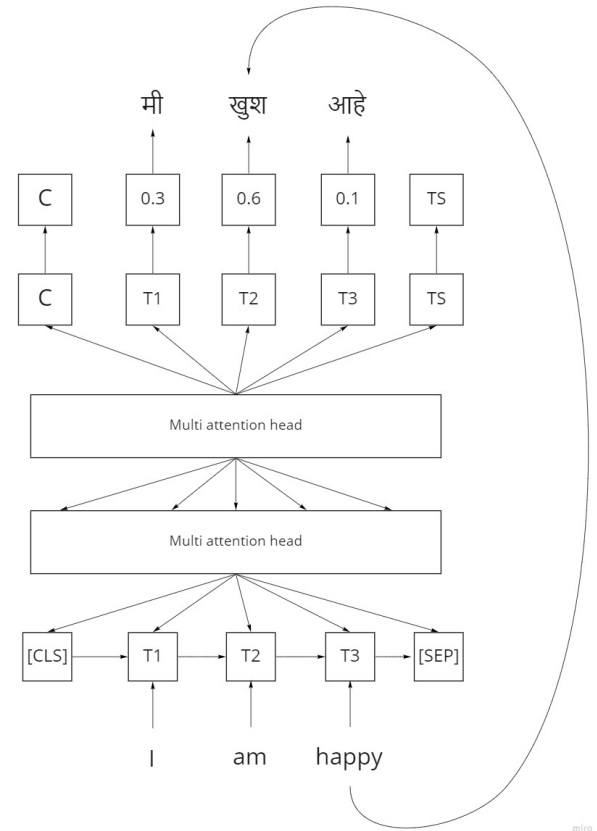 मी खुश आहे
C 0.3 0.6 0.1 TS
C T1 T2 T3 TS
Multi attention head
Multi attention head
[CLS] T1 T2 T3 [SEP]
I am happy
miro